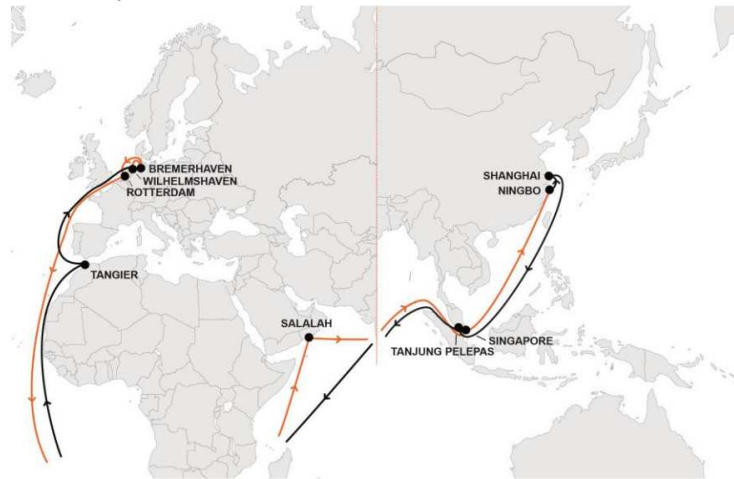 BREMERHAVEN
WILHELMSHAVEN
ROTTERDAM
TANGIER
SALALAH
SHANGHAI
NINGBO
SINGAPORE
TANJUNG PELEPAS